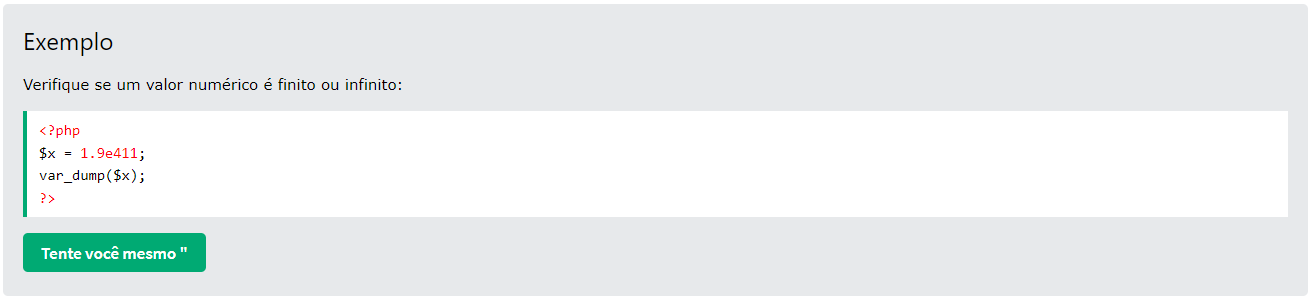 Exemplo
Verifique se um valor numérico é finito ou infinito:
<?php
$x = 1.9e411;
var_dump($x);
?>
Tente você mesmo "